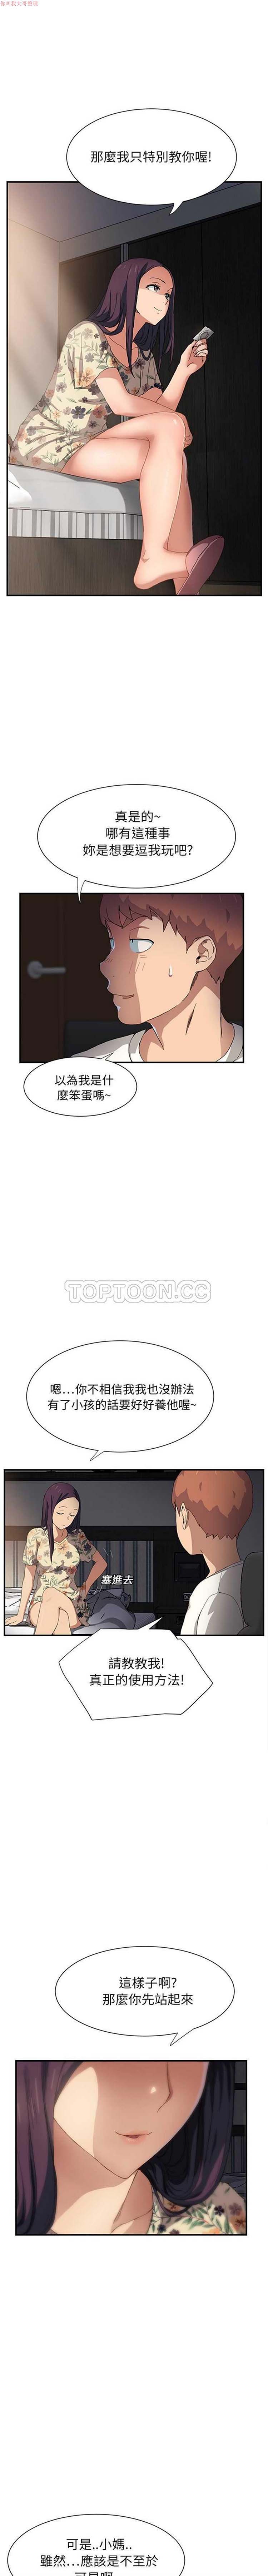 那麼我只特別教你喔!
真是的~
哪有這種事
妳是想要逗我玩吧?
以為我是什
麼笨蛋嗎~
TOPTOON.CC
嗯...你不相信我我也沒辦法
有了小孩的話要好好養他喔~
塞進去
請教教我!
真正的使用方法!
這樣子啊?
那麼你先站起來
可是..小媽..
雖然...應該是不至於